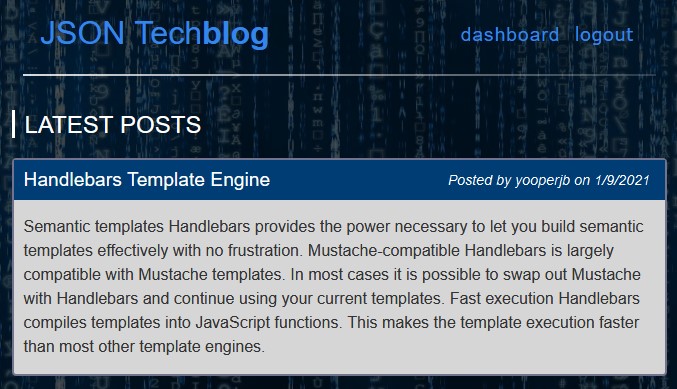 JSON Techblog
dashboard logout
LATEST POSTS
Handlebars Template Engine
Posted by yooperjb on 1/9/2021
Semantic templates Handlebars provides the power necessary to let you build semantic
templates effectively with no frustration. Mustache-compatible Handlebars is largely
compatible with Mustache templates. In most cases it is possible to swap out Mustache
with Handlebars and continue using your current templates. Fast execution Handlebars
compiles templates into JavaScript functions. This makes the template execution faster
than most other template engines.